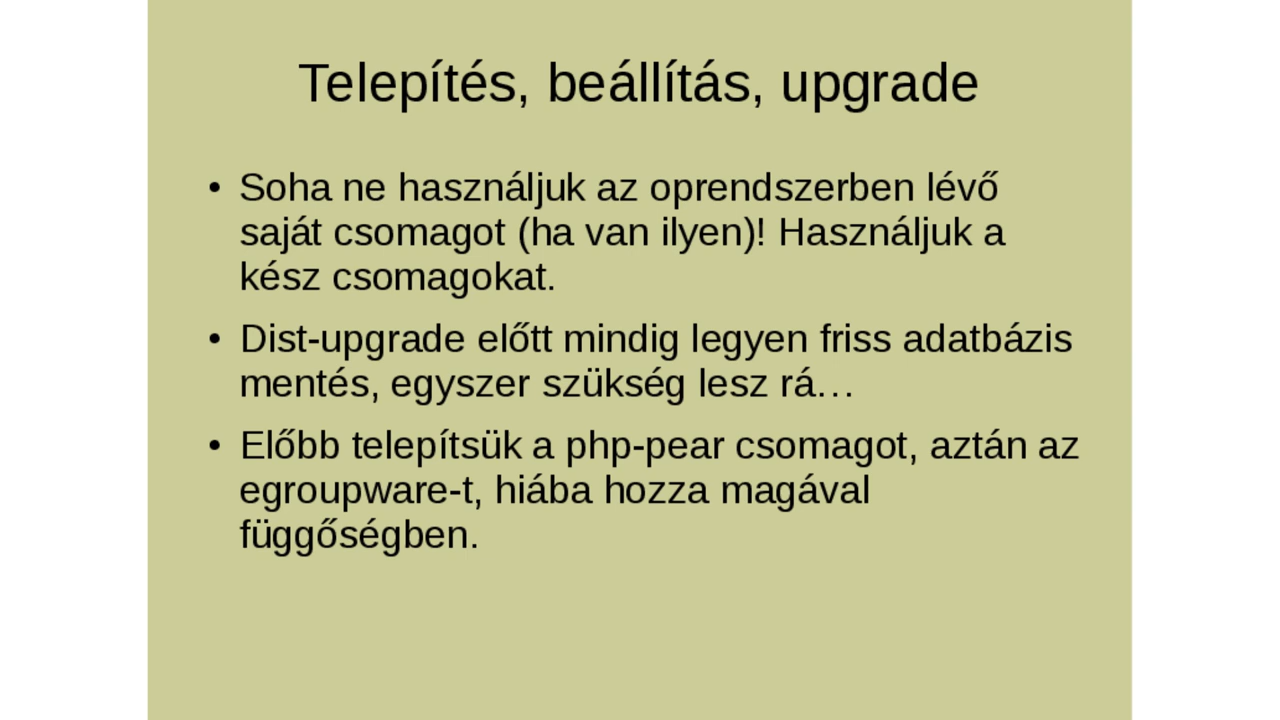 Telepítés, beállítás, upgrade
• Soha ne használjuk az oprendszerben lévő
saját csomagot (ha van ilyen)! Használjuk a
kész csomagokat.
• Dist-upgrade előtt mindig legyen friss adatbázis
mentés, egyszer szükség lesz rá…
• Előbb telepítsük a php-pear csomagot, aztán az
egroupware-t, hiába hozza magával
függőségben.